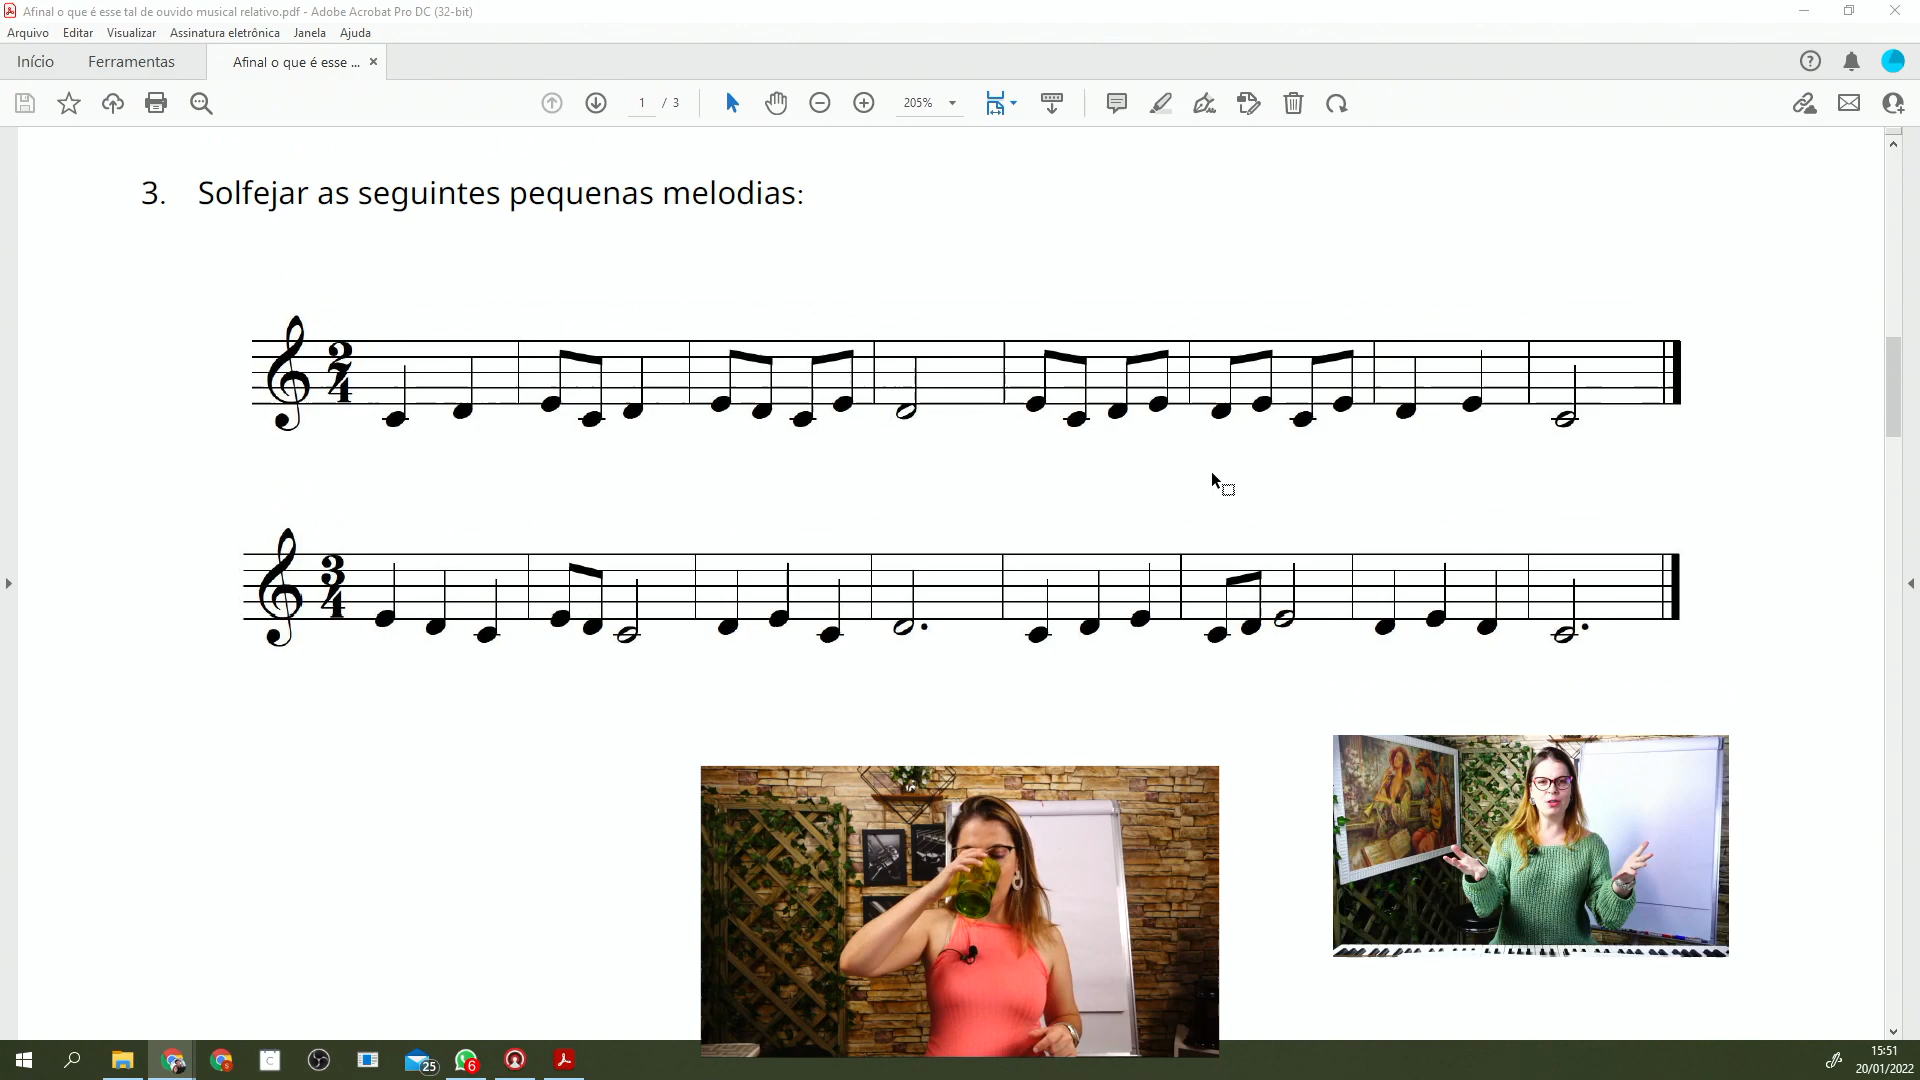 Afinal o que é esse tal de ouvido musical relativo.pdf - Adobe Acrobat Pro DC (32-bit)
Arquivo Editar Visualizar Assinatura eletrônica Janela Ajuda
Início Ferramentas Afinal o que é esse ... ×
1 / 3 205%
3. Solfejar as seguintes pequenas melodias:
2
4
3
4
25 6
15:51
20/01/2022